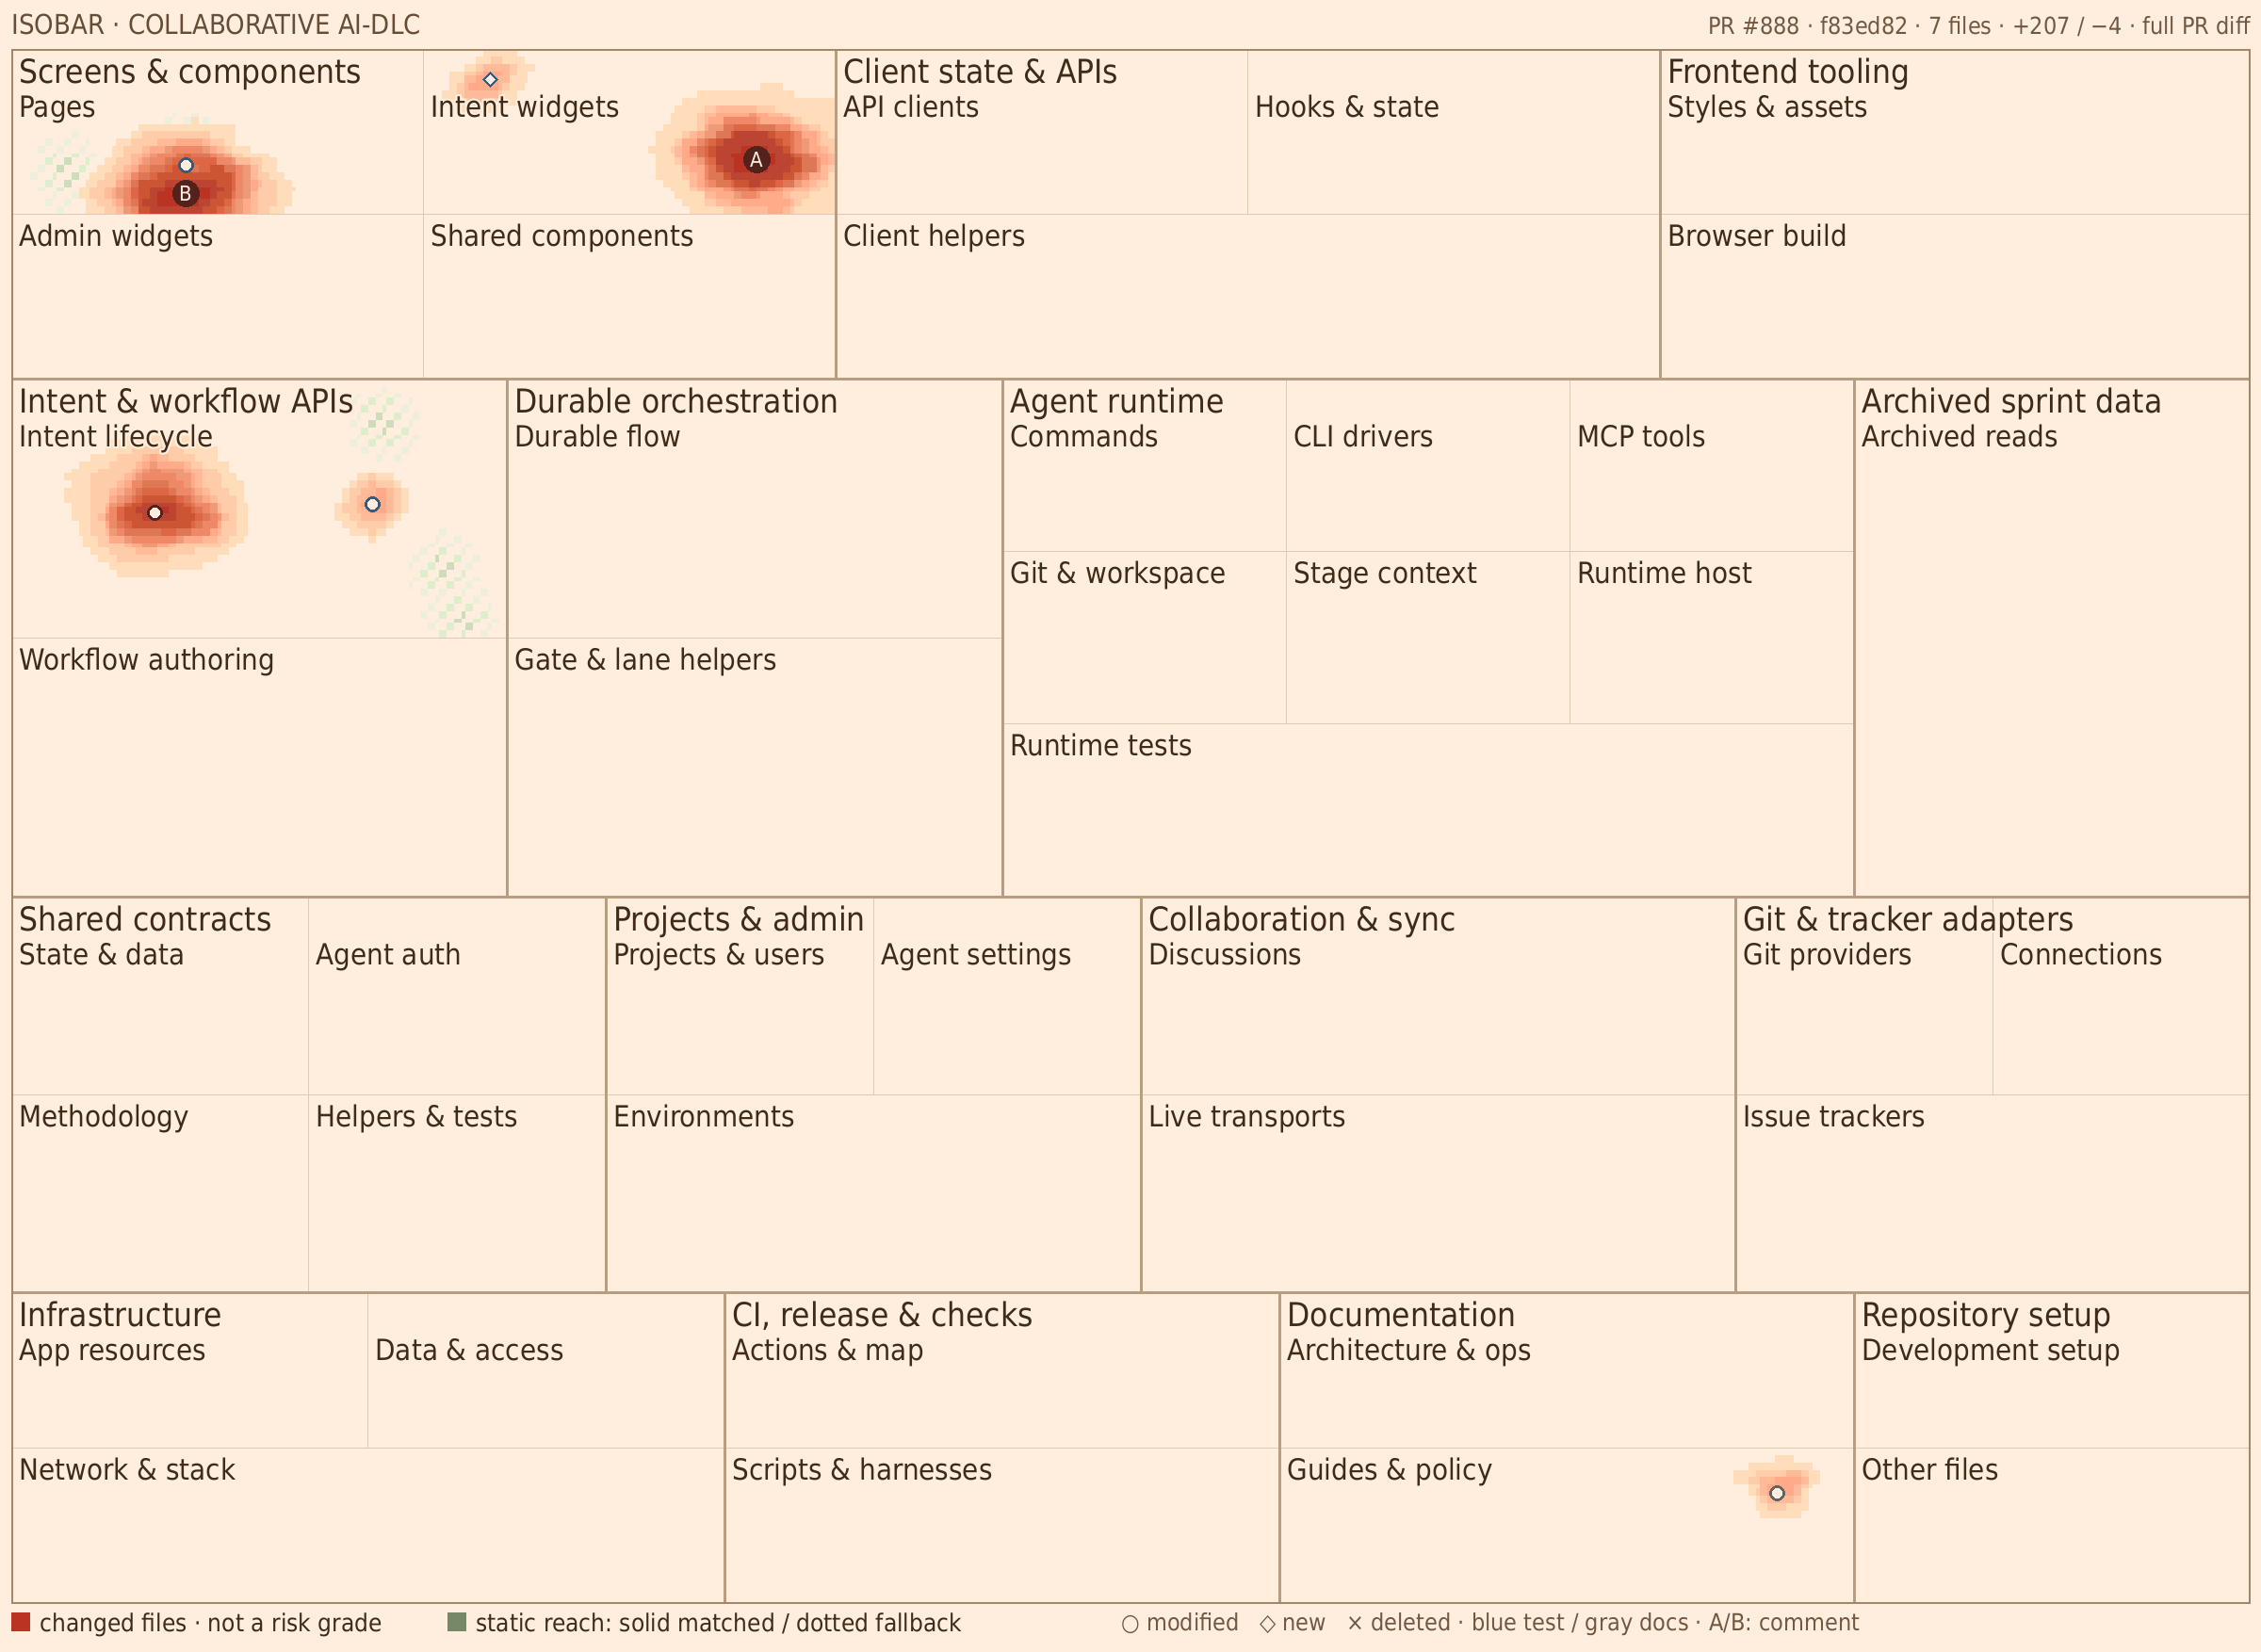 ISOBAR · COLLABORATIVE AI-DLC
PR #888 · f83ed82 · 7 files · +207 / −4 · full PR diff
Screens & components
Pages
Intent widgets
A
B
Admin widgets
Shared components
Client state & APIs
API clients
Hooks & state
Client helpers
Frontend tooling
Styles & assets
Browser build
Intent & workflow APIs
Intent lifecycle
Workflow authoring
Durable orchestration
Durable flow
Gate & lane helpers
Agent runtime
Commands
CLI drivers
MCP tools
Git & workspace
Stage context
Runtime host
Runtime tests
Archived sprint data
Archived reads
Shared contracts
State & data
Agent auth
Methodology
Helpers & tests
Projects & admin
Projects & users
Agent settings
Environments
Collaboration & sync
Discussions
Live transports
Git & tracker adapters
Git providers
Connections
Issue trackers
Infrastructure
App resources
Data & access
Network & stack
CI, release & checks
Actions & map
Scripts & harnesses
Documentation
Architecture & ops
Guides & policy
Repository setup
Development setup
Other files
changed files · not a risk grade
static reach: solid matched / dotted fallback
○ modified ◇ new × deleted · blue test / gray docs · A/B: comment